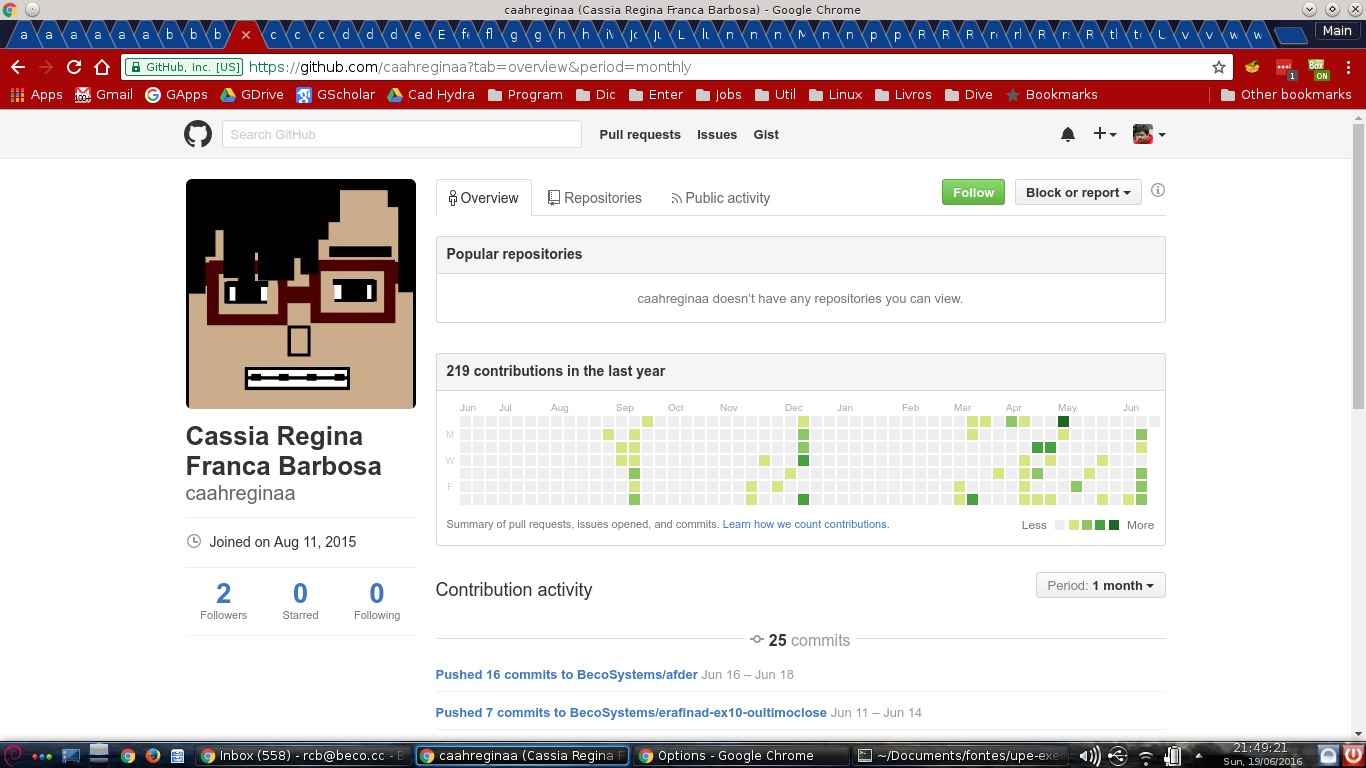 caahreginaa (Cassia Regina Franca Barbosa) - Google Chrome
a a a a a a b b b c c c d d d e E f g g h h n n n n n p p R R R r r s R t t U v v w w Main
GitHub, Inc. [US] https://github.com/caahreginaa?tab=overview&period=monthly
1 BOX ON
Apps Gmail GApps GDrive GScholar Cad Hydra Program Dic Enter Jobs Util Linux Livros Dive Bookmarks Other bookmarks
Search GitHub Pull requests Issues Gist
Overview Repositories Public activity Follow Block or report
Popular repositories
caahreginaa doesn't have any repositories you can view.
219 contributions in the last year
Jun Jul Aug Sep Oct Nov Dec Jan Feb Mar Apr May Jun
M
W
F
Summary of pull requests, issues opened, and commits. Learn how we count contributions. Less More
Cassia Regina
Franca Barbosa
caahreginaa
Joined on Aug 11, 2015
2 0 0
Followers Starred Following
Contribution activity Period: 1 month
25 commits
Pushed 16 commits to BecoSystems/afder Jun 16 – Jun 18
Pushed 7 commits to BecoSystems/erafinad-ex10-oultimoclose Jun 11 – Jun 14
Inbox (558) - rcb@beco.cc - B caahreginaa (Cassia Regina F Options - Google Chrome ~/Documents/fontes/upe-exer 21:49:21
Sun, 19/06/2016